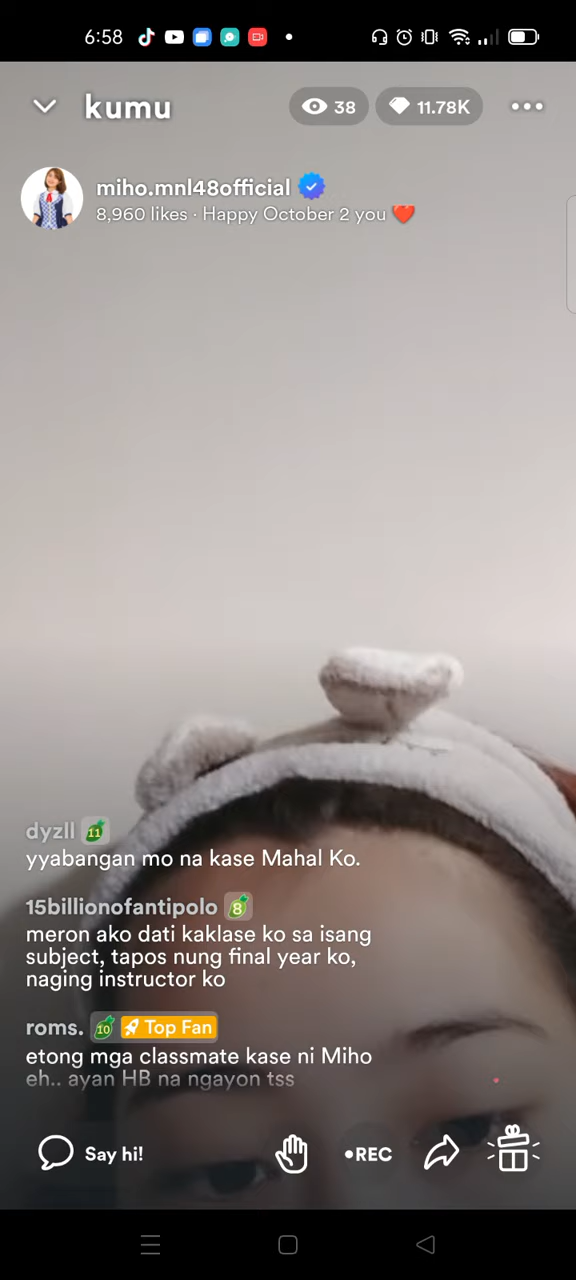 6:58
kumu
38
11.78K
miho.mnl48official
8,960 likes · Happy October 2 you ❤️
dyzll 11
yyabangan mo na kase Mahal Ko.
15billionofantipolo 8
meron ako dati kaklase ko sa isang
subject, tapos nung final year ko,
naging instructor ko
roms. 10 Top Fan
etong mga classmate kase ni Miho
eh.. ayan HB na ngayon tss
Say hi!
•REC